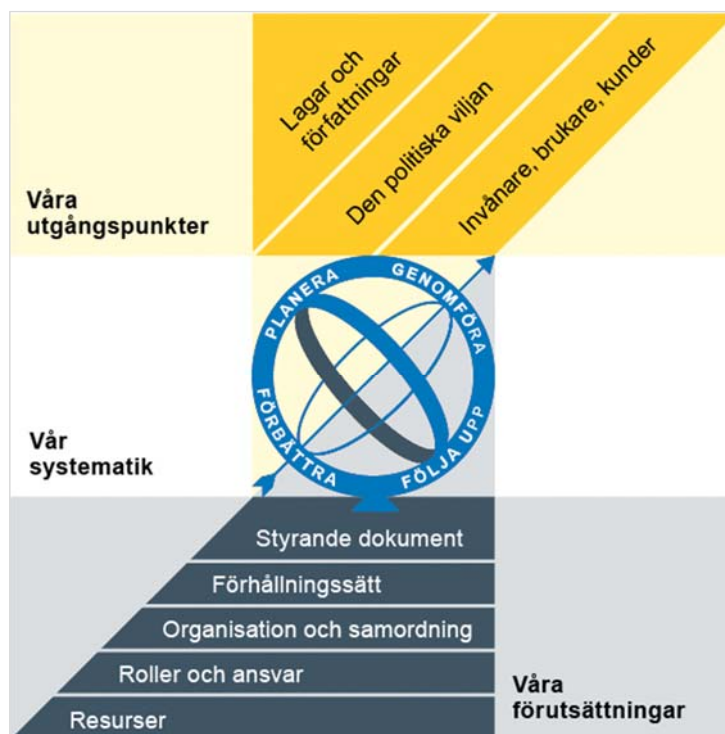 Lagar och
författningar
Den politiska viljan
Invånare, brukare, kunder
Våra
utgångspunkter
PLANERA
GENOMFÖRA
FÖRBÄTTRA
FÖLJA UPP
Vår
systematik
Styrande dokument
Förhållningssätt
Organisation och samordning
Roller och ansvar
Resurser
Våra
förutsättningar